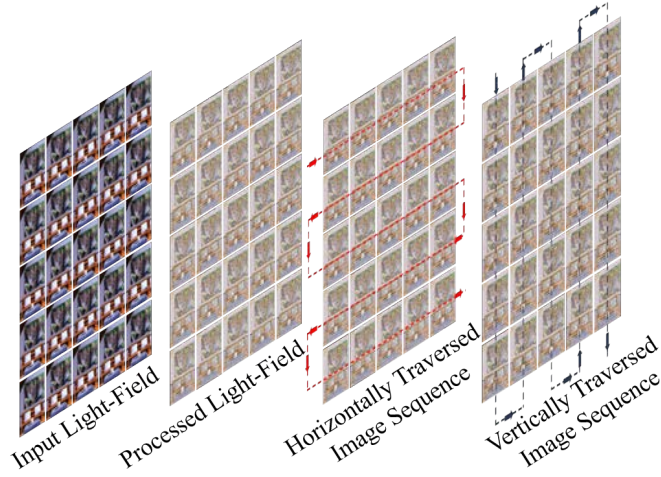 Input Light-Field
Processed Light-Field
Horizontally Traversed
Image Sequence
Vertically Traversed
Image Sequence